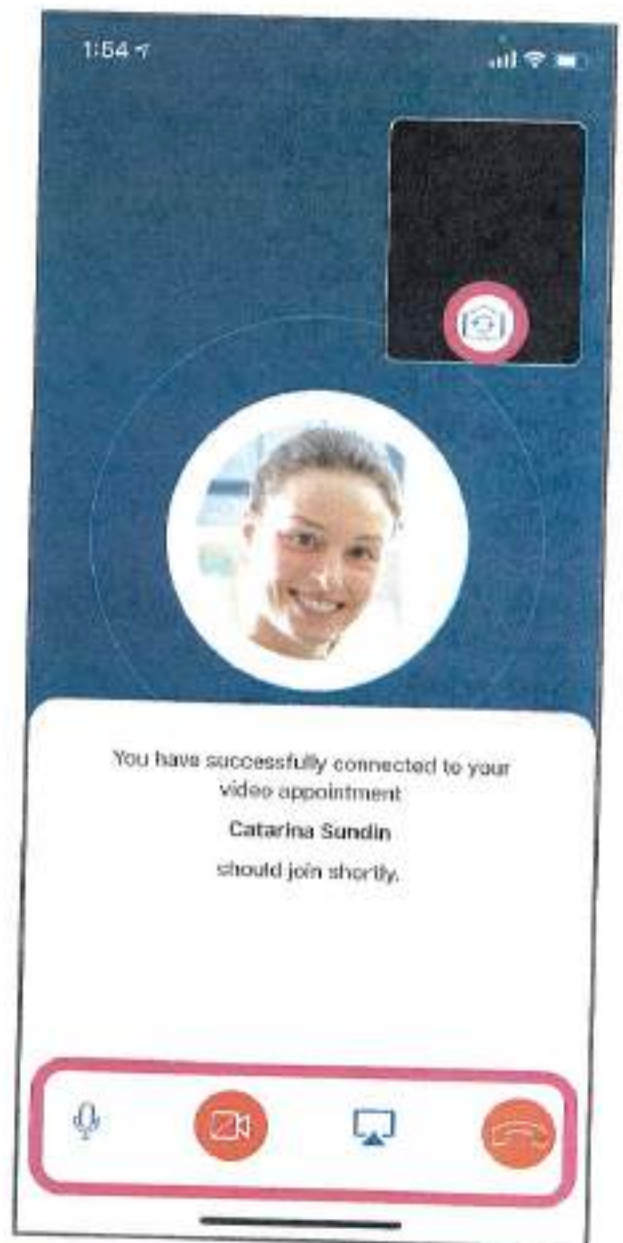 1:54
You have successfully connected to your
video appointment
Catarina Sundin
should join shortly.